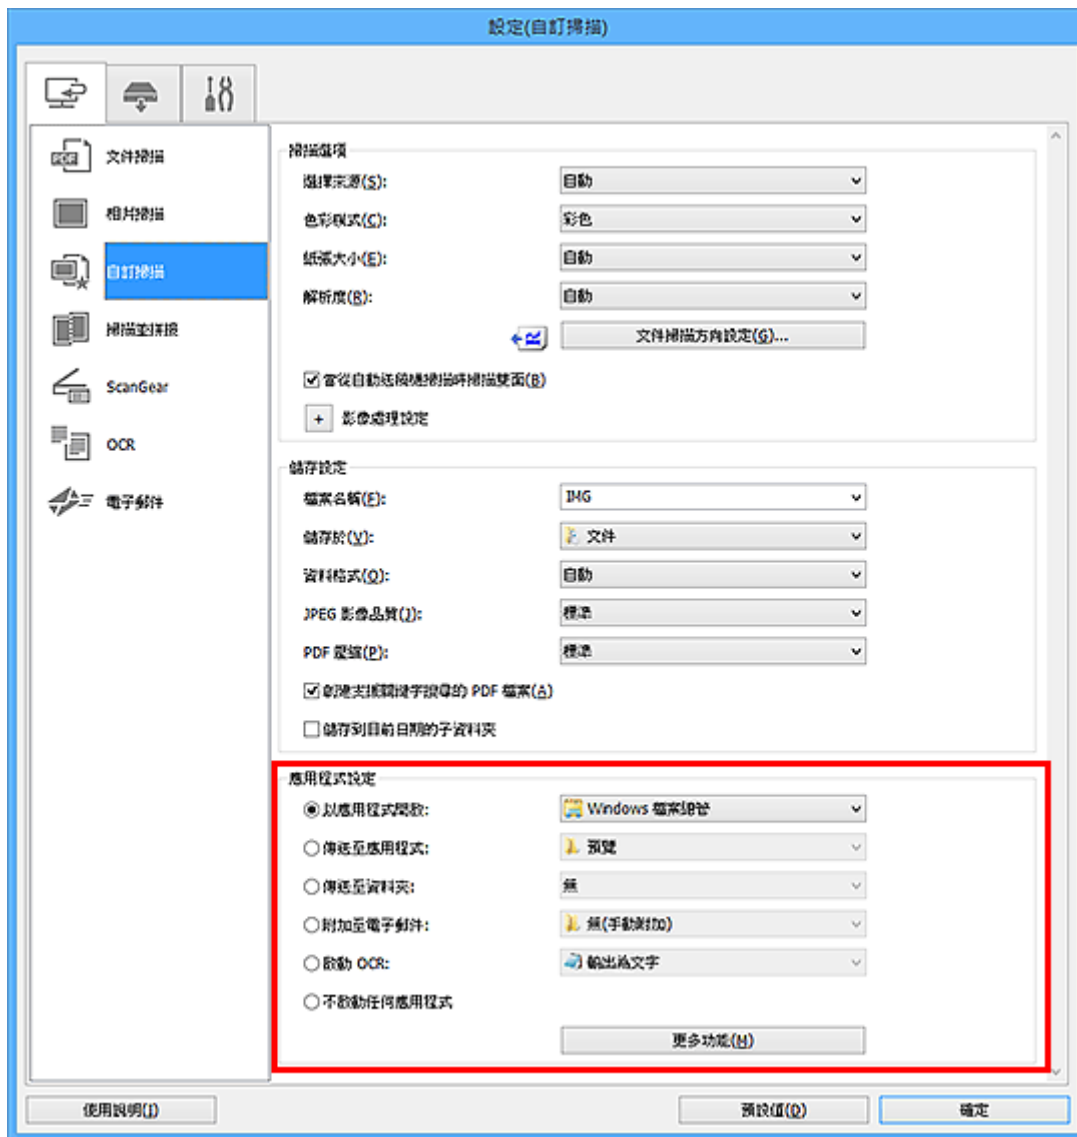 設定(自訂掃描)
文件掃描
相片掃描
自訂掃描
掃描並拼接
ScanGear
OCR
電子郵件
掃描選項
選擇來源(S): 自動
色彩模式(C): 彩色
紙張大小(E): 自動
解析度(R): 自動
文件掃描方向設定(G)...
當從自動送稿機掃描時掃描雙面(B)
+ 影像處理設定
儲存設定
檔案名稱(F): IMG
儲存於(V): 文件
資料格式(O): 自動
JPEG 影像品質(J): 標準
PDF 壓縮(P): 標準
創建支援關鍵字搜尋的 PDF 檔案(A)
儲存到目前日期的子資料夾
應用程式設定
以應用程式開啟: Windows 檔案總管
傳送至應用程式: 預覽
傳送至資料夾: 無
附加至電子郵件: 無(手動附加)
啟動 OCR: 輸出為文字
不啟動任何應用程式
更多功能(M)
使用說明(I) 預設值(D) 確定